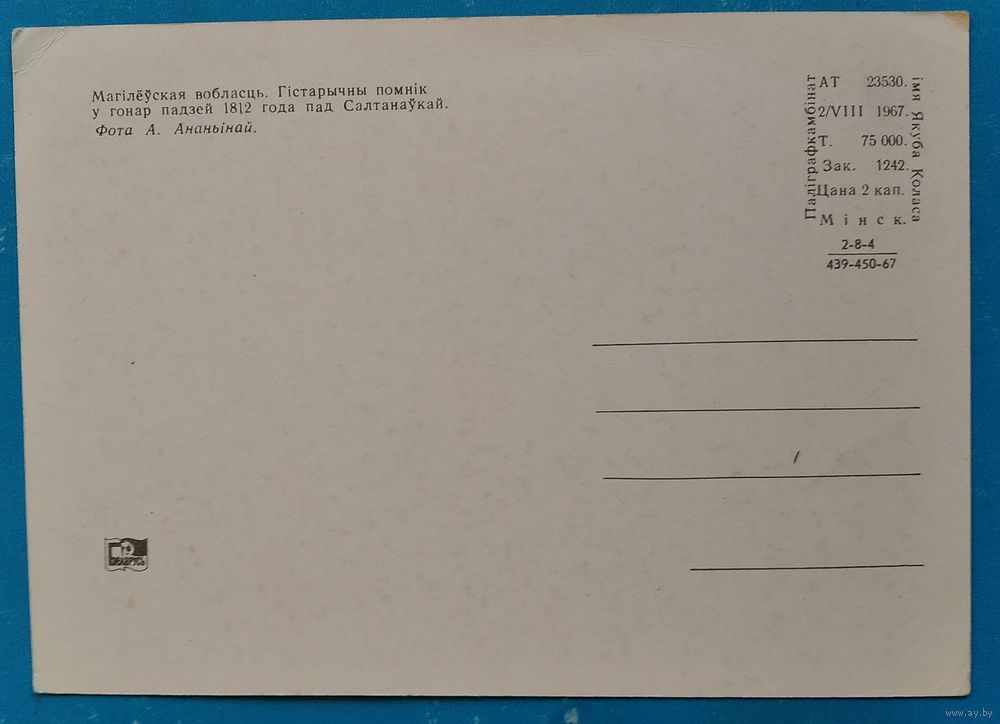 Магілёўская вобласць. Гістарычны помнік
у гонар падзей 1812 года пад Салтанаўкай.
Фота А. Ананьінай.
Паліграфкамбінат
АТ 23530.
2/VIII 1967.
Т. 75 000.
Зак. 1242.
Цана 2 кап.
Мінск.
імя Якуба Коласа
2-8-4
439-450-67
БЕЛАРУСЬ
www.ay.by